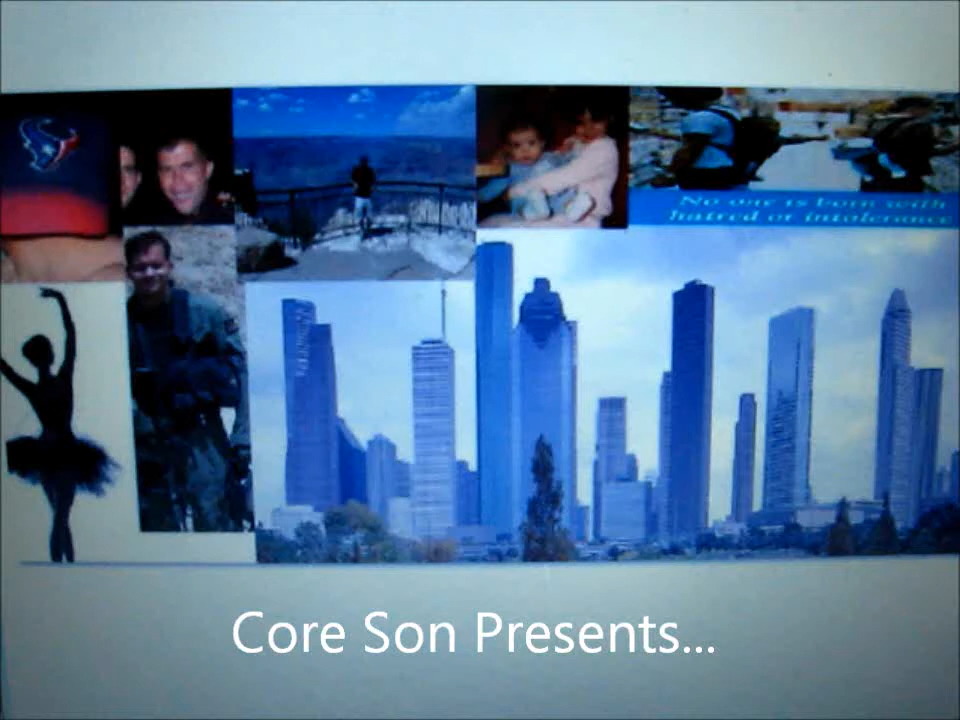 No one is born with
hatred or intolerance
Core Son Presents...